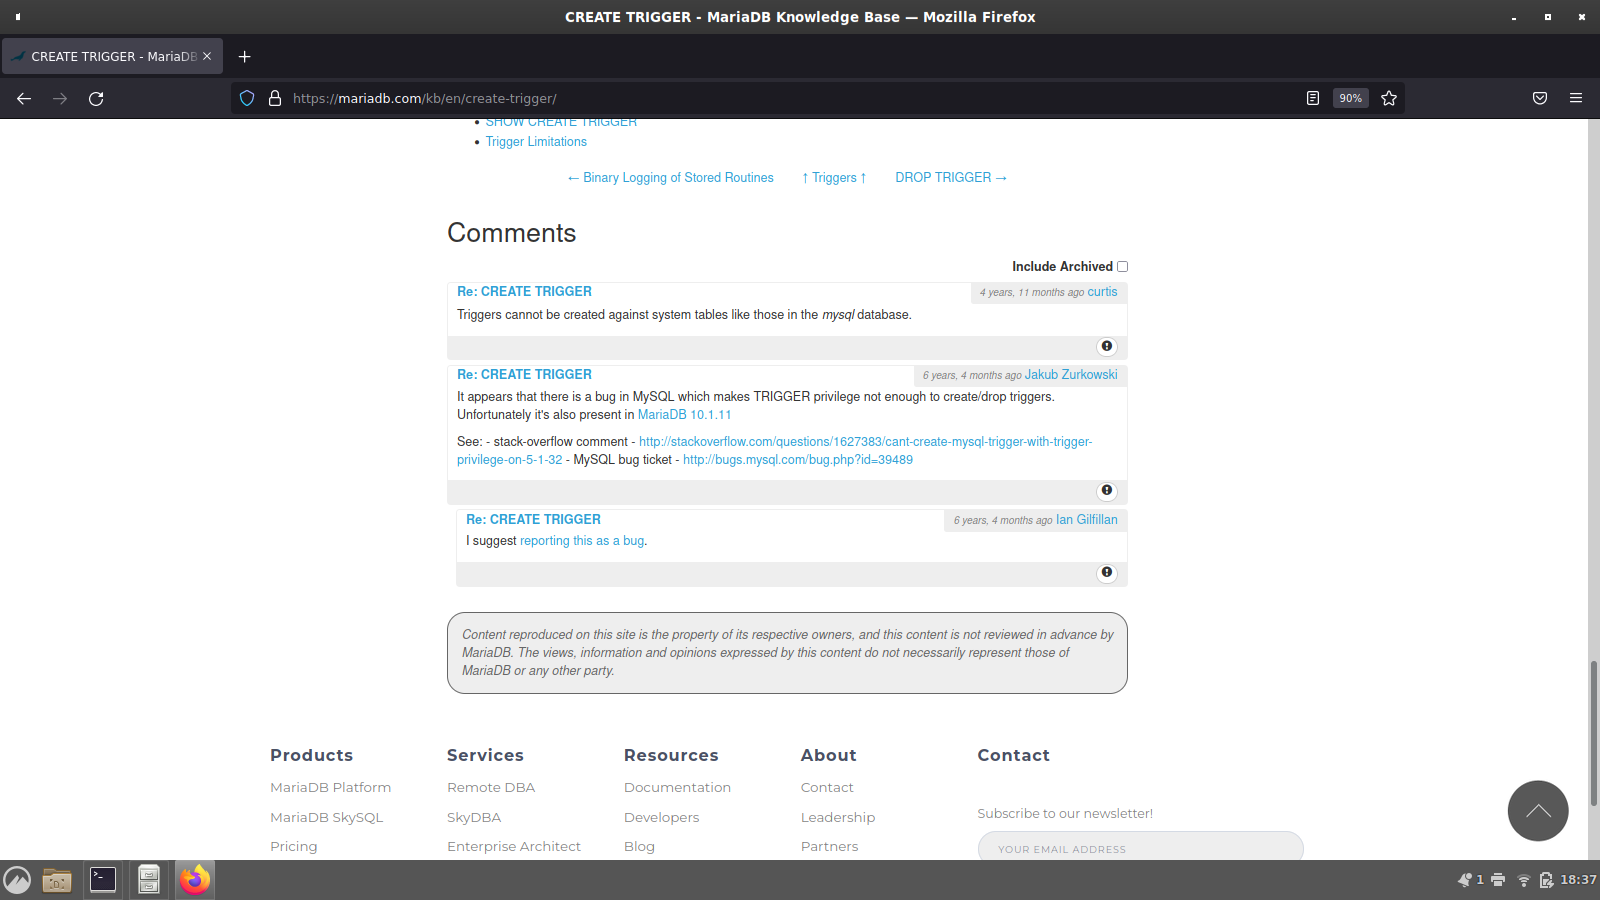 CREATE TRIGGER - MariaDB Knowledge Base — Mozilla Firefox
CREATE TRIGGER - MariaDB
https://mariadb.com/kb/en/create-trigger/
90%
SHOW CREATE TRIGGER
Trigger Limitations
← Binary Logging of Stored Routines ↑ Triggers ↑ DROP TRIGGER →
Comments
Include Archived
Re: CREATE TRIGGER
4 years, 11 months ago curtis
Triggers cannot be created against system tables like those in the mysql database.
Re: CREATE TRIGGER
6 years, 4 months ago Jakub Zurkowski
It appears that there is a bug in MySQL which makes TRIGGER privilege not enough to create/drop triggers.
Unfortunately it's also present in MariaDB 10.1.11
See: - stack-overflow comment - http://stackoverflow.com/questions/1627383/cant-create-mysql-trigger-with-trigger-
privilege-on-5-1-32 - MySQL bug ticket - http://bugs.mysql.com/bug.php?id=39489
Re: CREATE TRIGGER
6 years, 4 months ago Ian Gilfillan
I suggest reporting this as a bug.
Content reproduced on this site is the property of its respective owners, and this content is not reviewed in advance by
MariaDB. The views, information and opinions expressed by this content do not necessarily represent those of
MariaDB or any other party.
Products
MariaDB Platform
MariaDB SkySQL
Pricing
Services
Remote DBA
SkyDBA
Enterprise Architect
Resources
Documentation
Developers
Blog
About
Contact
Leadership
Partners
Contact
Subscribe to our newsletter!
YOUR EMAIL ADDRESS
1
18:37